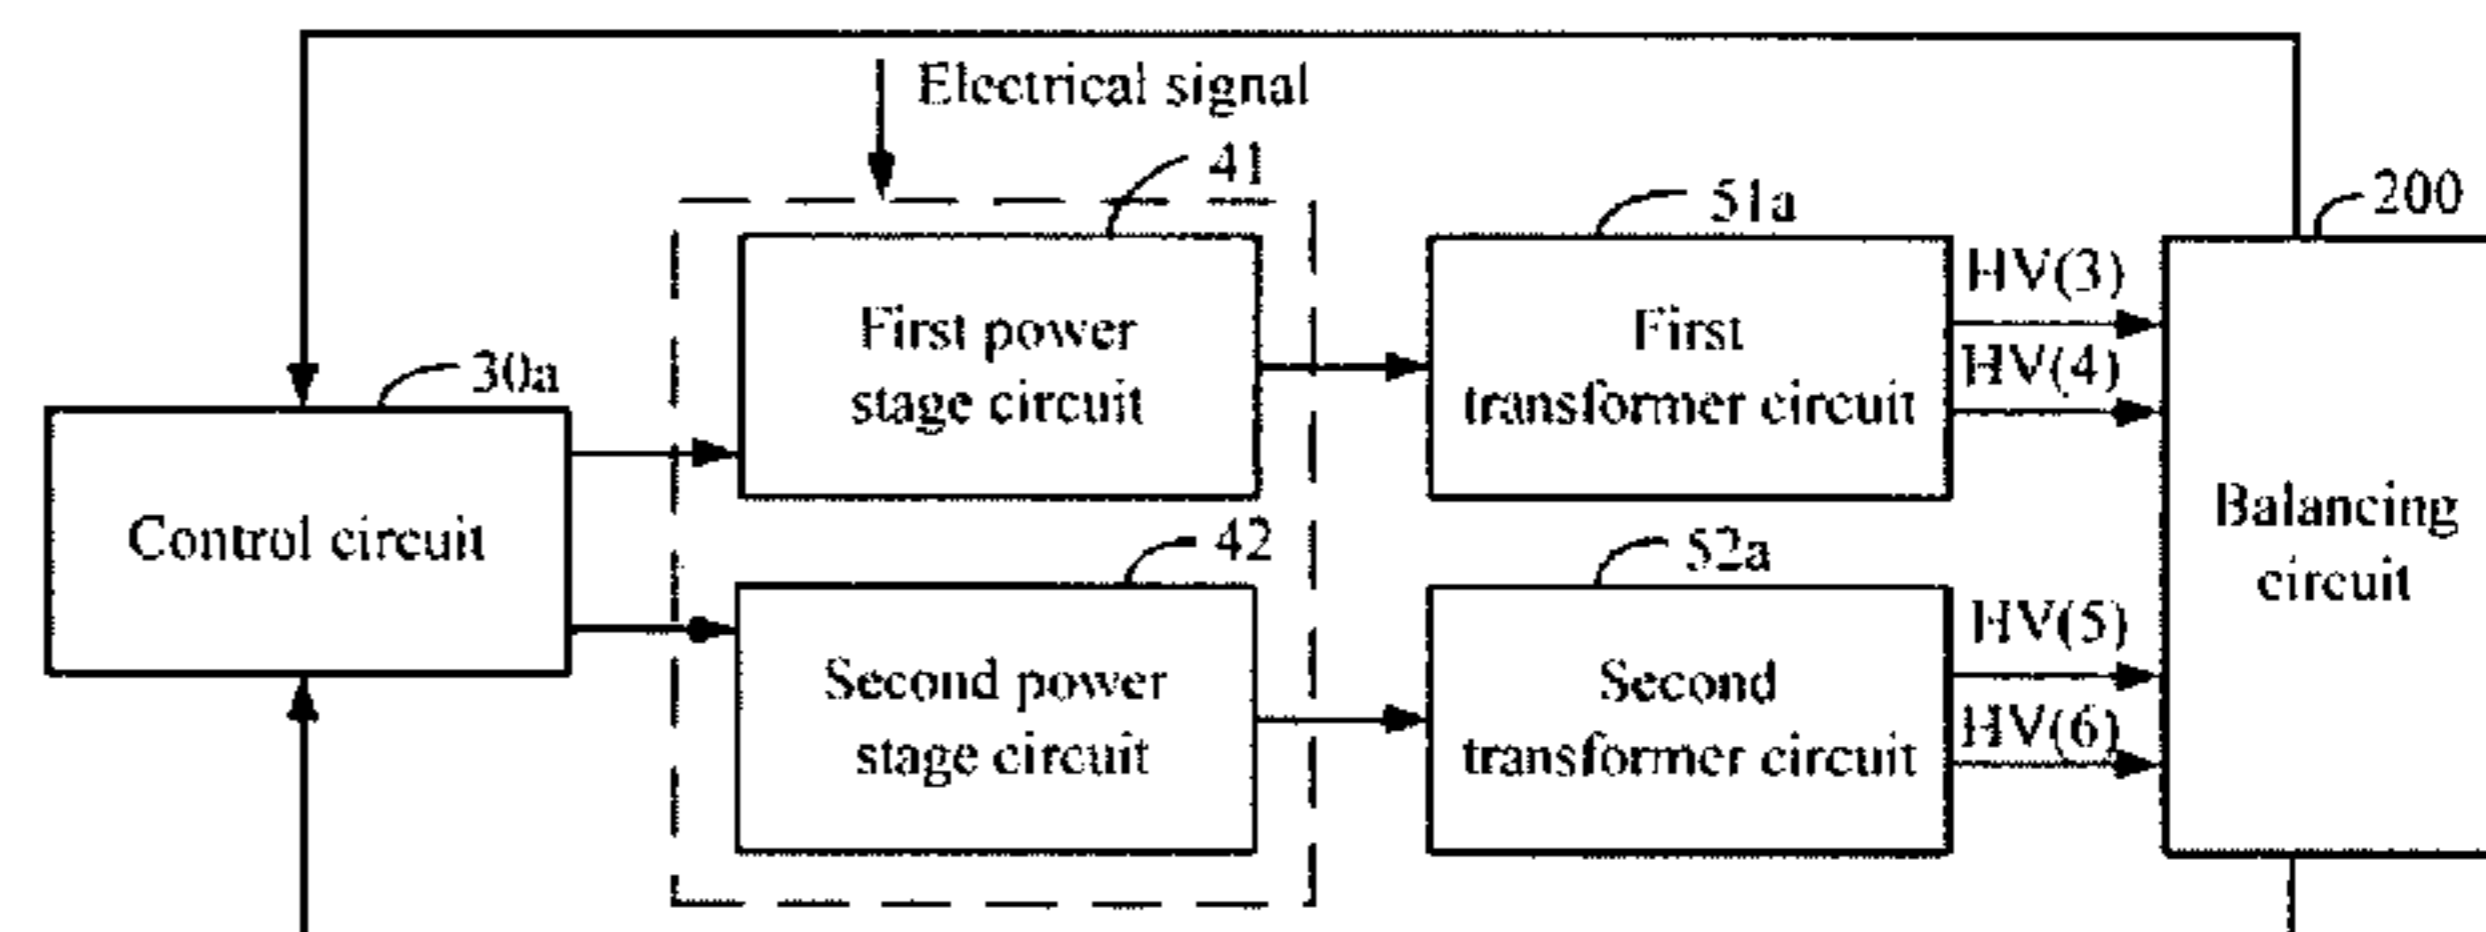 Electrical signal
41
51a
200
First power
stage circuit
First
transformer circuit
HV(3)
HV(4)
30a
Control circuit
42
52a
Balancing
circuit
Second power
stage circuit
Second
transformer circuit
HV(5)
HV(6)